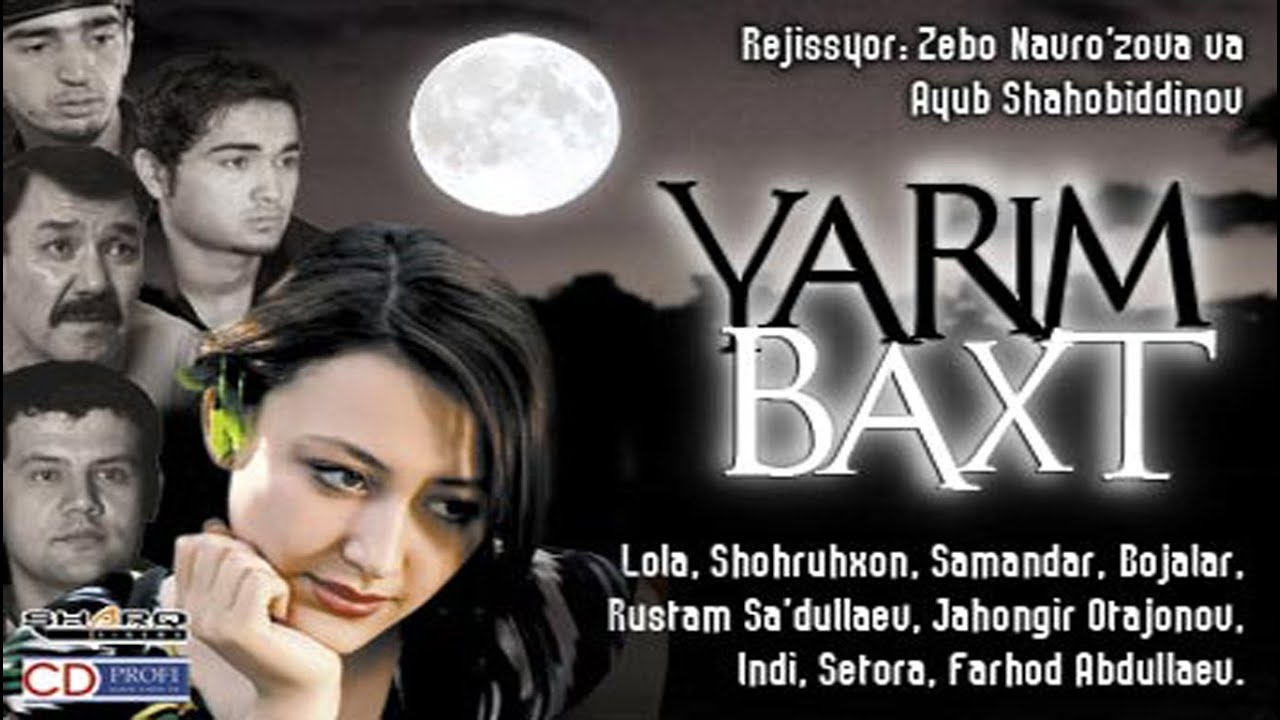 Rejissyor: Zebo Navro'zova va
Ayub Shahobiddinov
YARIM
BAXT
Lola, Shohruhxon, Samandar, Bojalar,
Rustam Sa'dullaev, Jahongir Otajonov,
Indi, Setora, Farhod Abdullaev.
SHARQ
CD PROFI